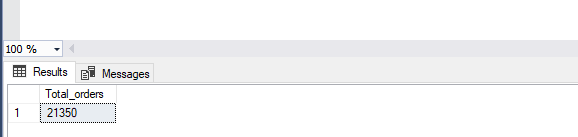 100 %
Results Messages
Total_orders
1 21350